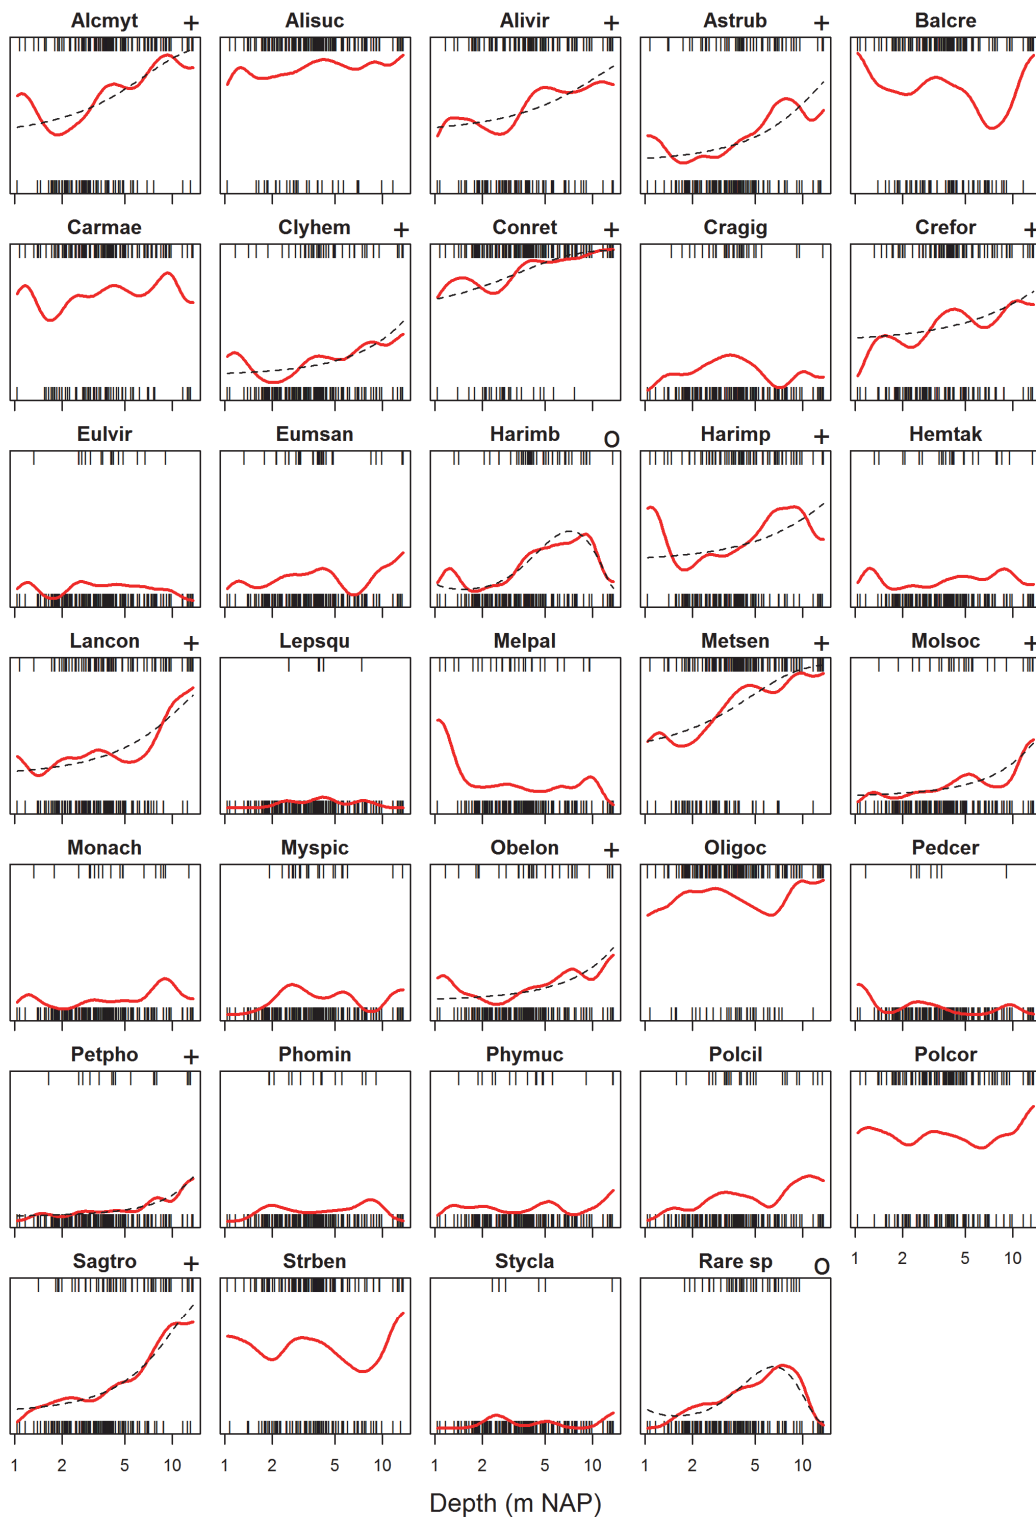 Alcmyt + Alisuc Alivir + Astrub + Balcre
Carmae Clyhem + Conret + Cragig Crefor +
Eulvir Eumsan Harimb o Harimp + Hemtak
Lancon + Lepsqu Melpal Metsen + Molsoc +
Monach Myspic Obelon + Oligoc Pedcer
Petpho + Phomin Phymuc Polcil Polcor
1 2 5 10
Sagtro + Strben Stycla Rare sp o
1 2 5 10 1 2 5 10 1 2 5 10 1 2 5 10
Depth (m NAP)